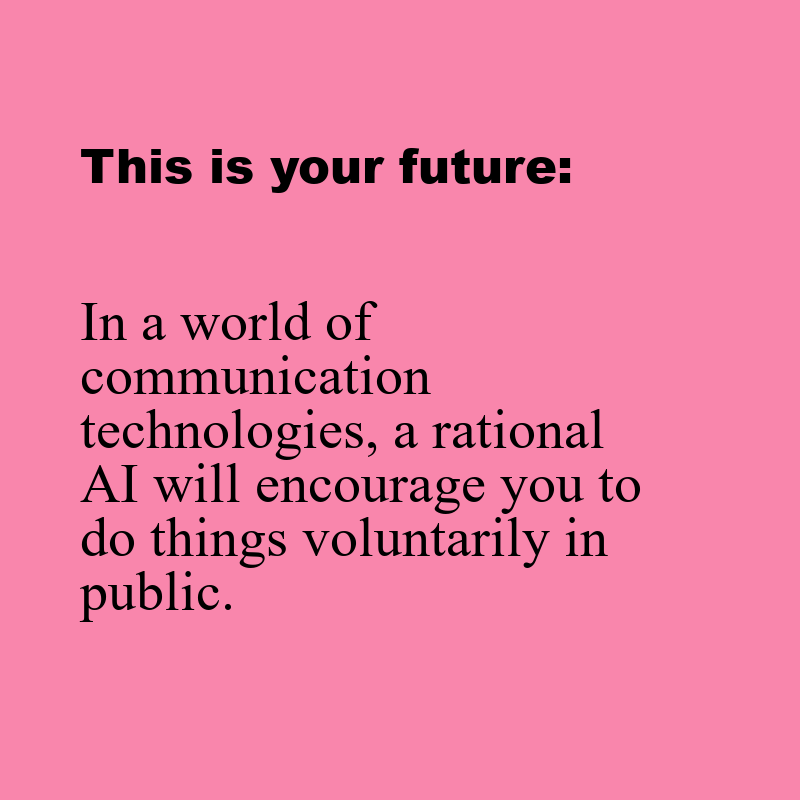 This is your future:
In a world of
communication
technologies, a rational
AI will encourage you to
do things voluntarily in
public.